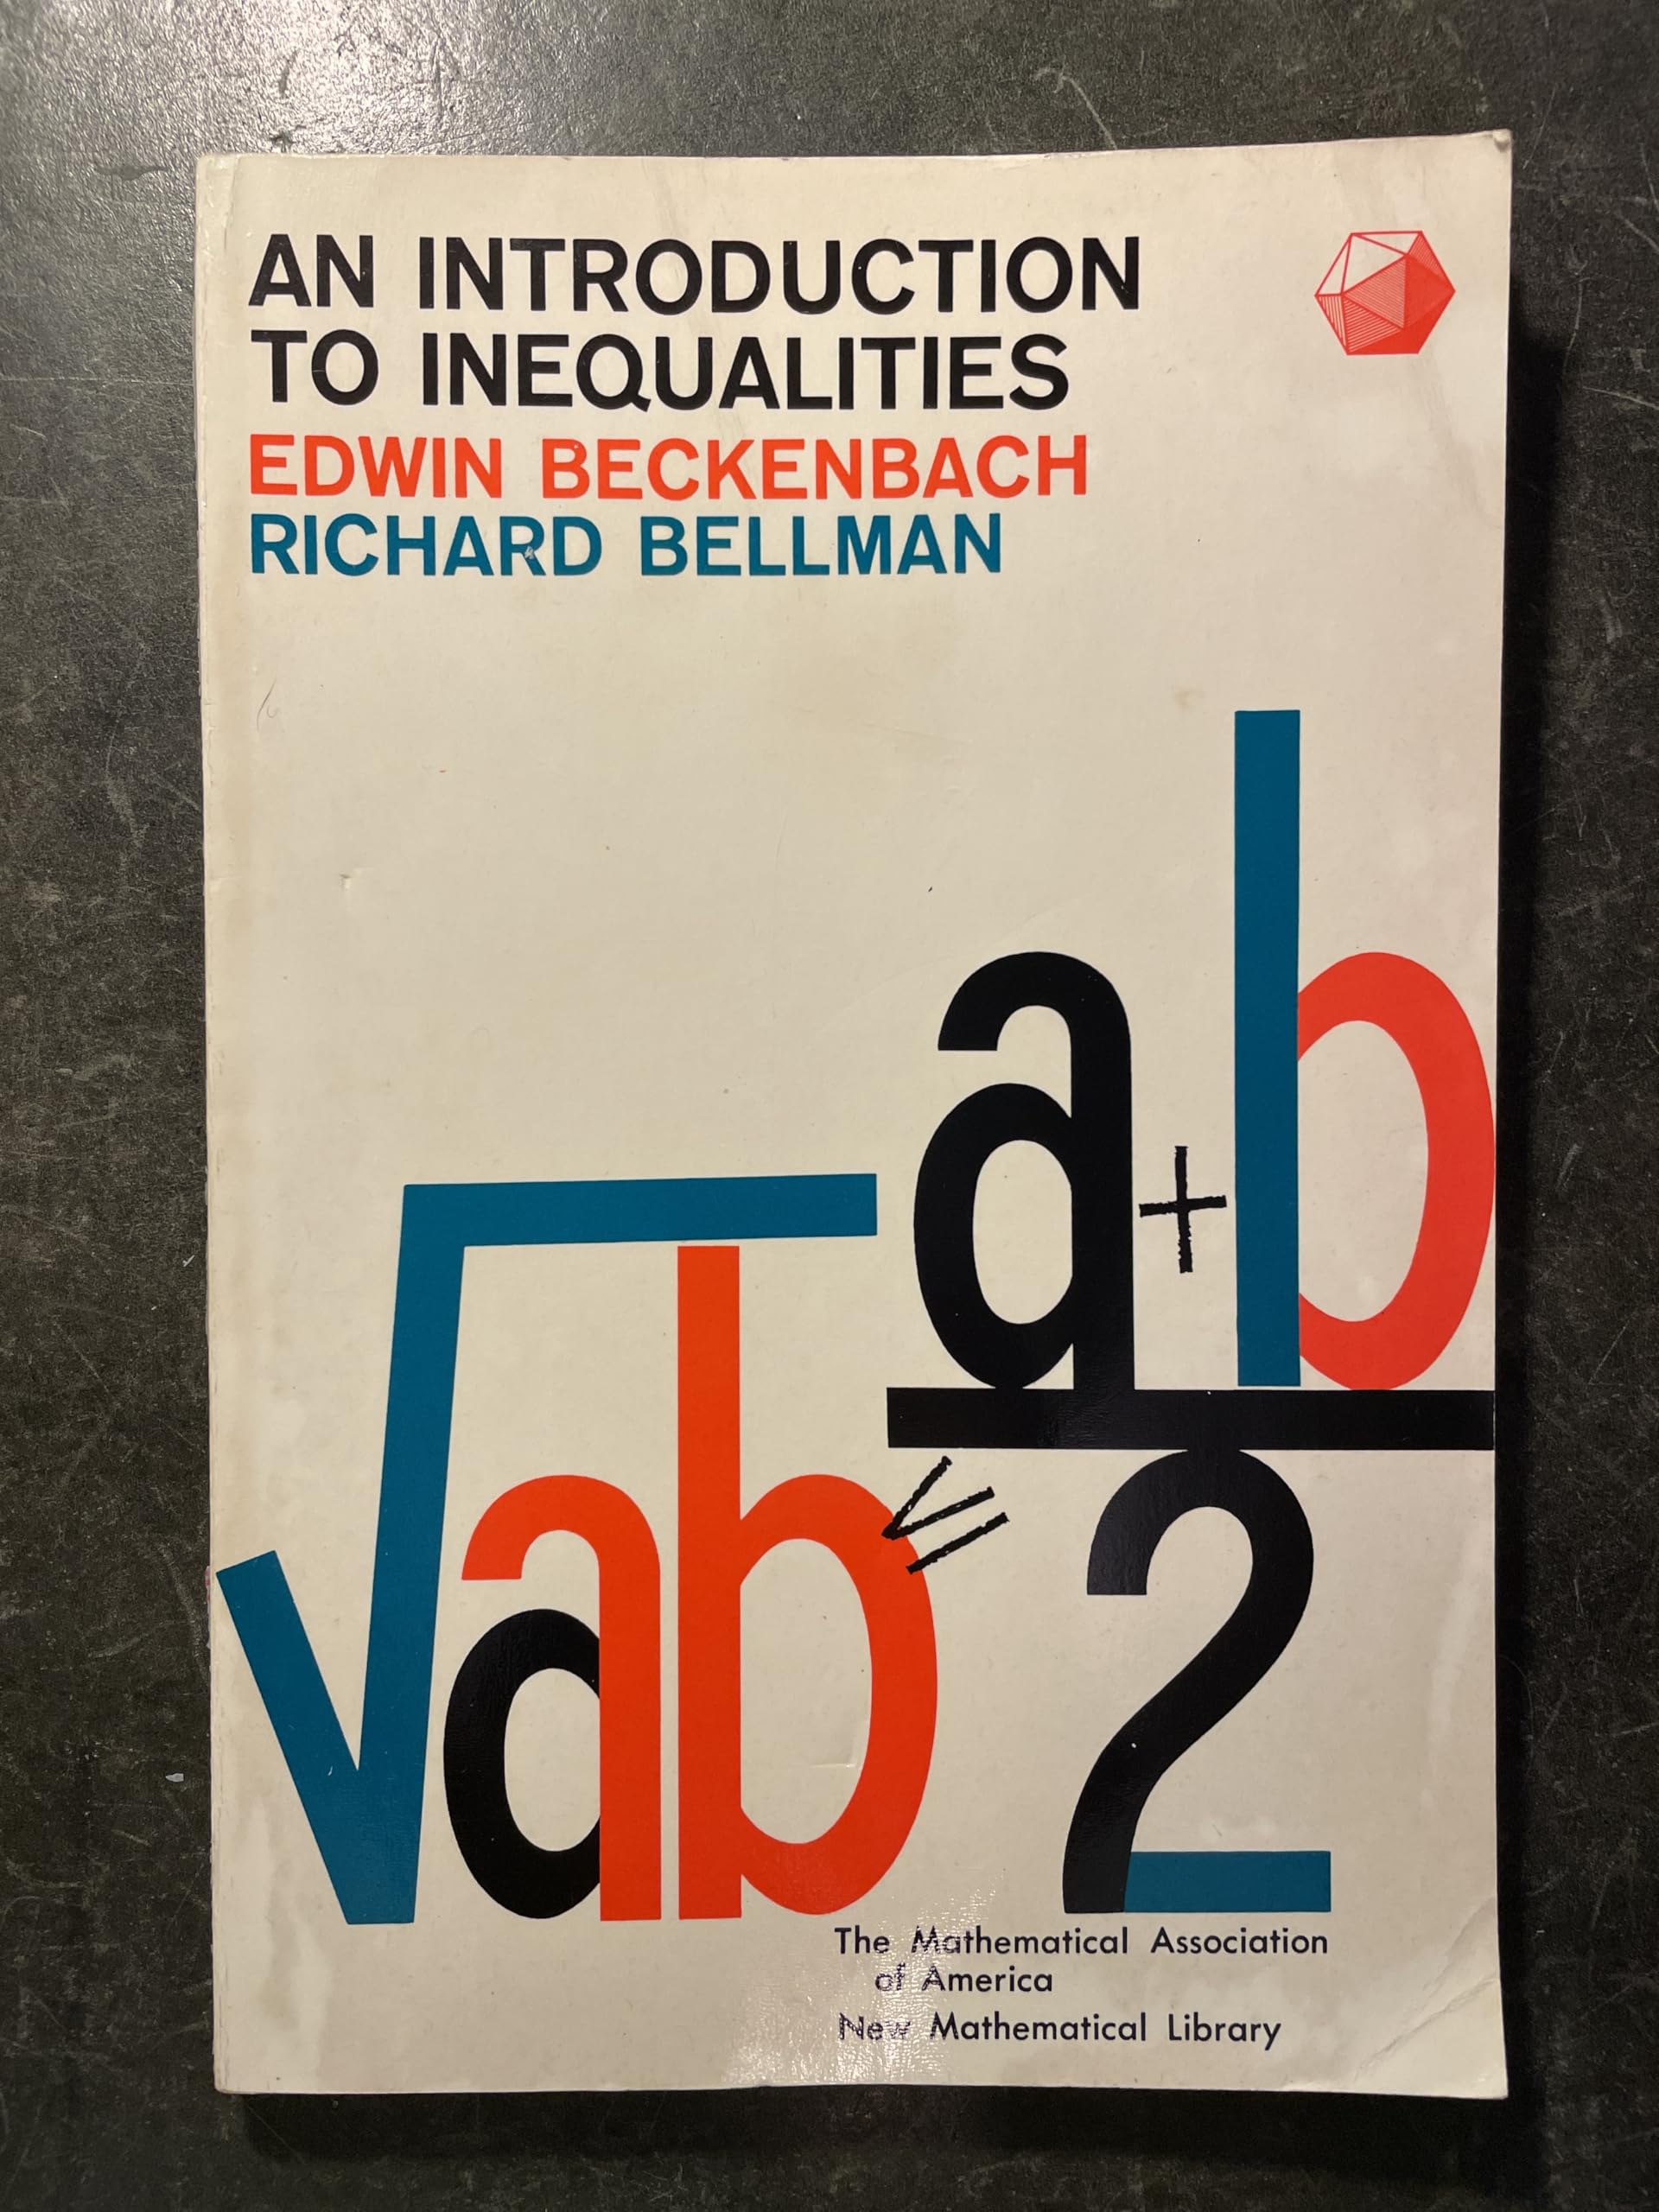 AN INTRODUCTION
TO INEQUALITIES
EDWIN BECKENBACH
RICHARD BELLMAN
√ab ≤ a+b
2
The Mathematical Association
of America
New Mathematical Library